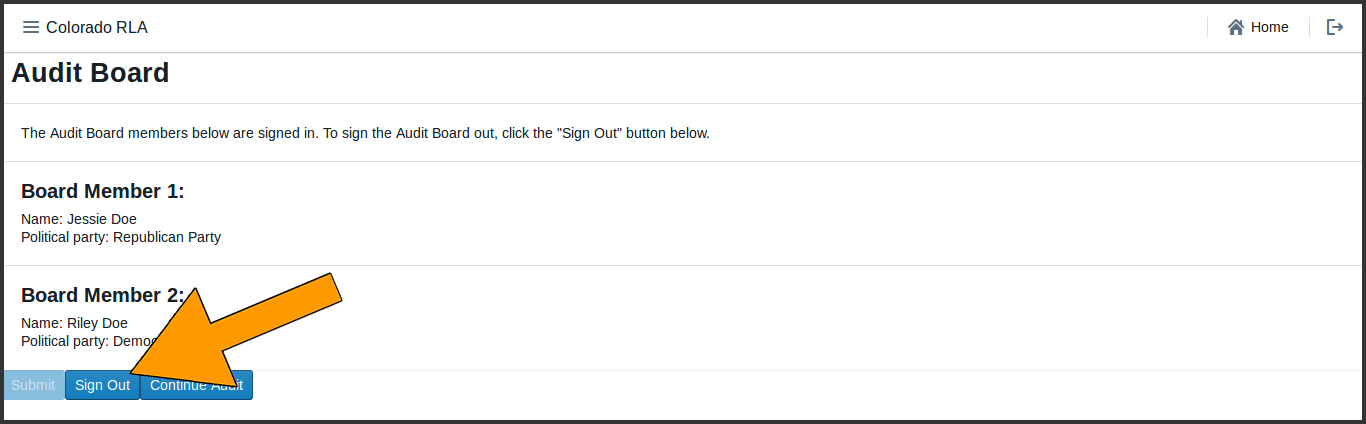 Colorado RLA
Home
Audit Board
The Audit Board members below are signed in. To sign the Audit Board out, click the "Sign Out" button below.
Board Member 1:
Name: Jessie Doe
Political party: Republican Party
Board Member 2:
Name: Riley Doe
Political party:
Submit
Sign Out
Continue Audit